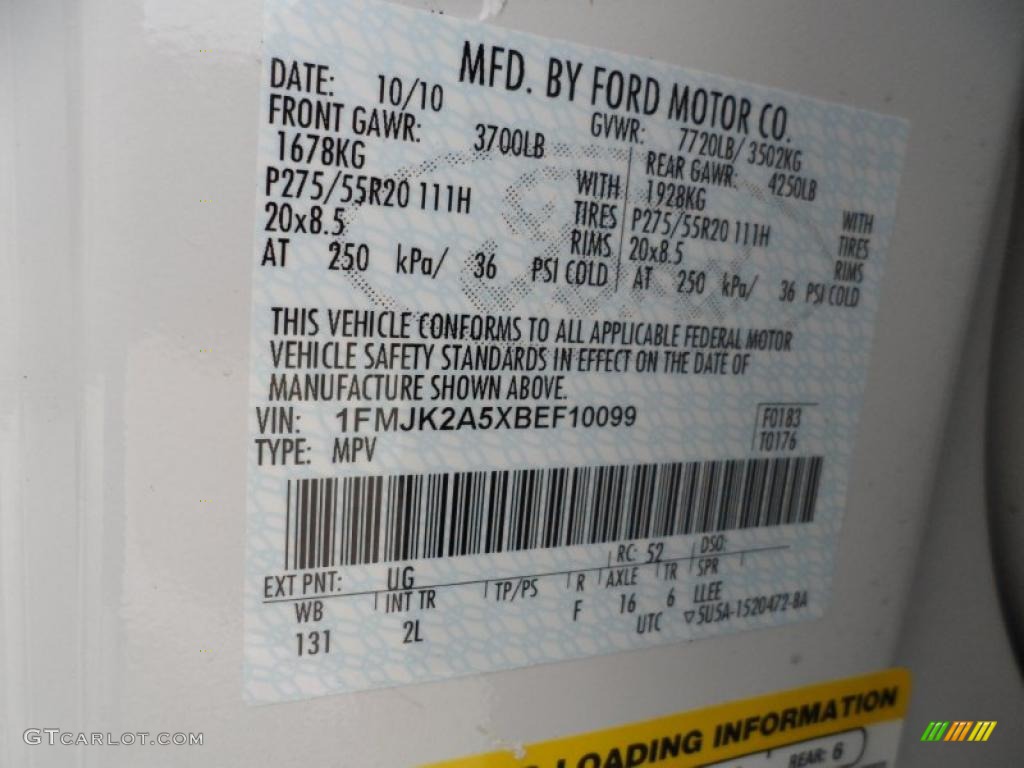 MFD. BY FORD MOTOR CO.
DATE: 10/10 GVWR: 7720LB/ 3502KG
FRONT GAWR: 3700LB REAR GAWR: 4250LB
1678KG WITH 1928KG WITH
P275/55R20 111H TIRES P275/55R20 111H TIRES
20x8.5 RIMS 20x8.5 RIMS
AT 250 kPa/ 36 PSI COLD AT 250 kPa/ 36 PSI COLD
THIS VEHICLE CONFORMS TO ALL APPLICABLE FEDERAL MOTOR
VEHICLE SAFETY STANDARDS IN EFFECT ON THE DATE OF
MANUFACTURE SHOWN ABOVE.
VIN: 1FMJK2A5XBEF10099 F0183
TYPE: MPV T0176
EXT PNT: UG RC: 52 DSO:
WB INT TR TP/PS R AXLE TR SPR
131 2L F 16 6 LLEE
UTC ▽5U5A-1520472-8A
LOADING INFORMATION
REAR: 6
GTCARLOT.COM